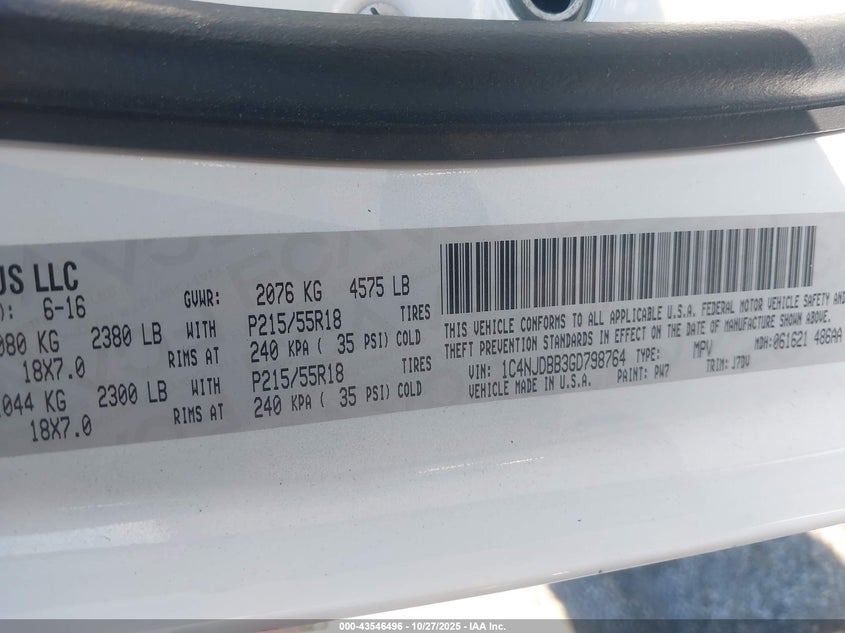 US LLC
6-16 GVWR: 2076 KG 4575 LB
080 KG 2380 LB WITH P215/55R18 TIRES
18X7.0 RIMS AT 240 KPA ( 35 PSI) COLD
044 KG 2300 LB WITH P215/55R18 TIRES
18X7.0 RIMS AT 240 KPA ( 35 PSI) COLD
THIS VEHICLE CONFORMS TO ALL APPLICABLE U.S.A. FEDERAL MOTOR VEHICLE SAFETY AND
THEFT PREVENTION STANDARDS IN EFFECT ON THE DATE OF MANUFACTURE SHOWN ABOVE.
VIN: 1C4NJDBB3GD798764 TYPE: MPV MDH: 061621 486AA
VEHICLE MADE IN U.S.A. PAINT: PW7 TRIM: J7DV
000-43546496 - 10/27/2025 - IAA Inc.